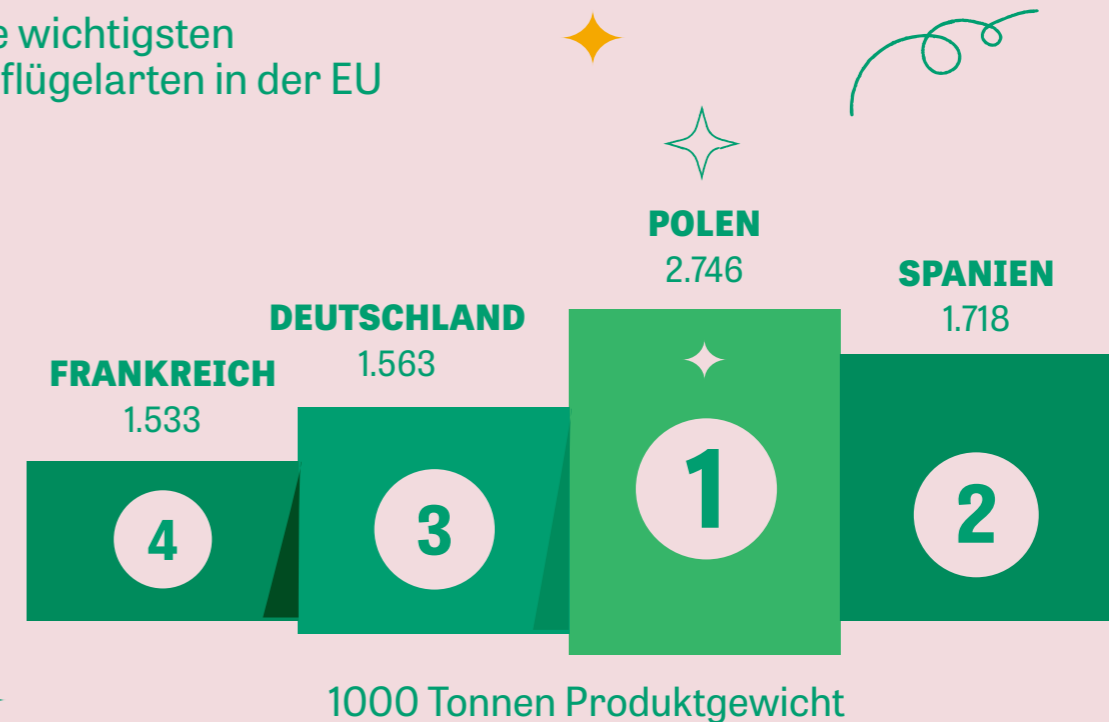 wichtigsten
in der EU
POLEN
2.746
SPANIEN
1.718
DEUTSCHLAND
1.563
FRANKREICH
1.533
4
3
1
2
1000 Tonnen Produktgewicht